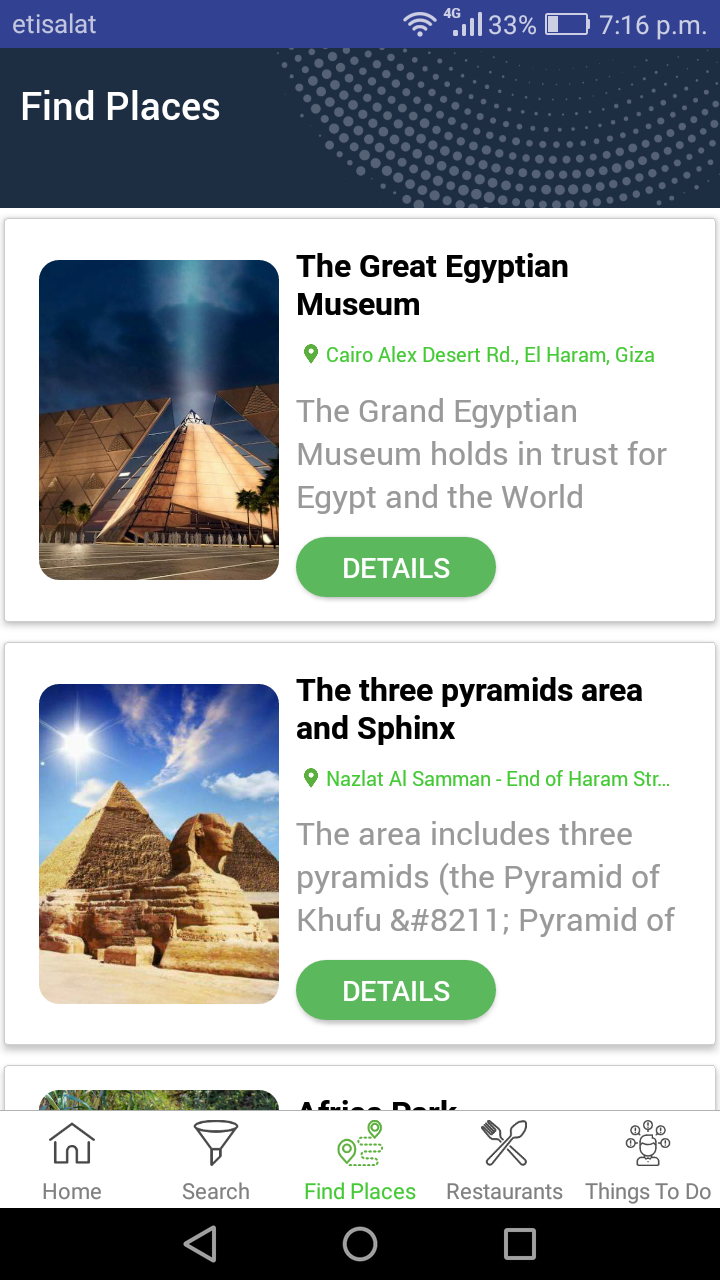 etisalat 4G 33% 7:16 p.m.
Find Places
The Great Egyptian
Museum
Cairo Alex Desert Rd., El Haram, Giza
The Grand Egyptian
Museum holds in trust for
Egypt and the World
DETAILS
The three pyramids area
and Sphinx
Nazlat Al Samman - End of Haram Str...
The area includes three
pyramids (the Pyramid of
Khufu &#8211; Pyramid of
DETAILS
Africa Park
Home Search Find Places Restaurants Things To Do